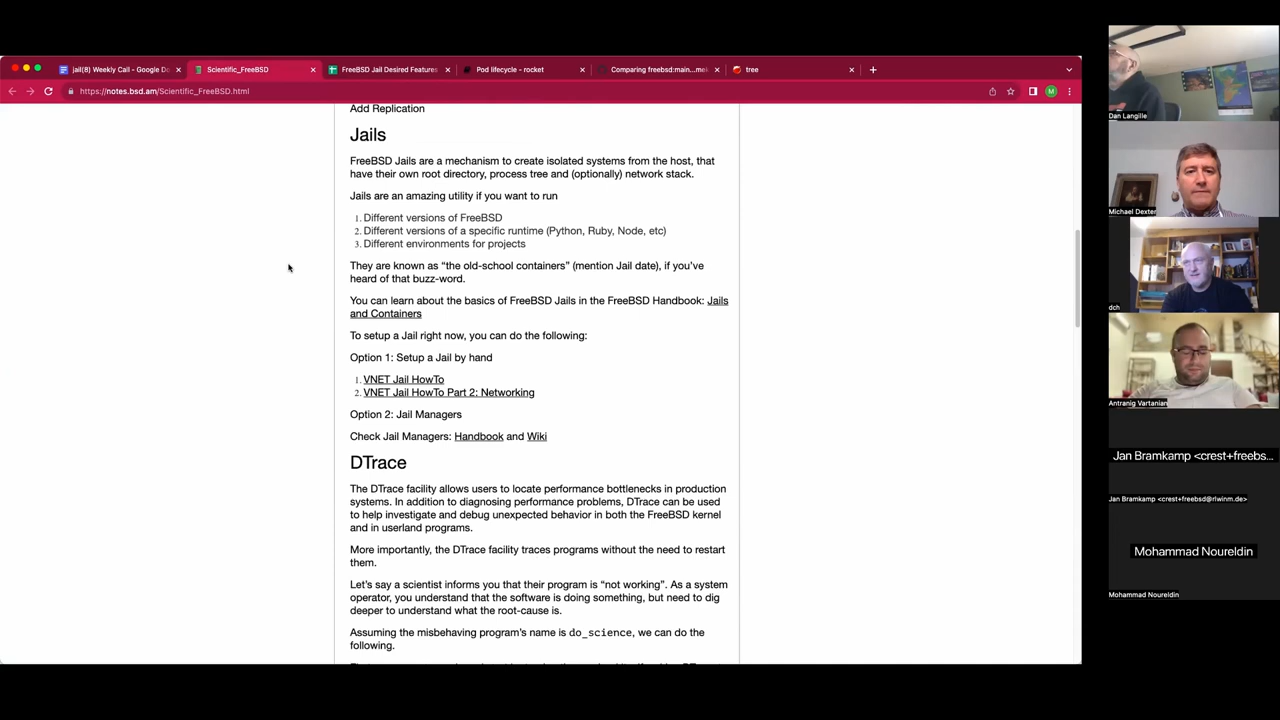 jail(8) Weekly Call - Google Do
Scientific_FreeBSD
FreeBSD Jail Desired Features
Pod lifecycle - rocket
Comparing freebsd:main...mek
tree
https://notes.bsd.am/Scientific_FreeBSD.html
M
Add Replication
Jails
FreeBSD Jails are a mechanism to create isolated systems from the host, that
have their own root directory, process tree and (optionally) network stack.
Jails are an amazing utility if you want to run
1. Different versions of FreeBSD
2. Different versions of a specific runtime (Python, Ruby, Node, etc)
3. Different environments for projects
They are known as “the old-school containers” (mention Jail date), if you’ve
heard of that buzz-word.
You can learn about the basics of FreeBSD Jails in the FreeBSD Handbook: Jails
and Containers
To setup a Jail right now, you can do the following:
Option 1: Setup a Jail by hand
1. VNET Jail HowTo
2. VNET Jail HowTo Part 2: Networking
Option 2: Jail Managers
Check Jail Managers: Handbook and Wiki
DTrace
The DTrace facility allows users to locate performance bottlenecks in production
systems. In addition to diagnosing performance problems, DTrace can be used
to help investigate and debug unexpected behavior in both the FreeBSD kernel
and in userland programs.
More importantly, the DTrace facility traces programs without the need to restart
them.
Let’s say a scientist informs you that their program is “not working”. As a system
operator, you understand that the software is doing something, but need to dig
deeper to understand what the root-cause is.
Assuming the misbehaving program’s name is do_science, we can do the
following.
Dan Langille
Michael Dexter
dch
Antranig Vartanian
Jan Bramkamp <crest+freebs...
Jan Bramkamp <crest+freebsd@rlwinm.de>
Mohammad Noureldin
Mohammad Noureldin